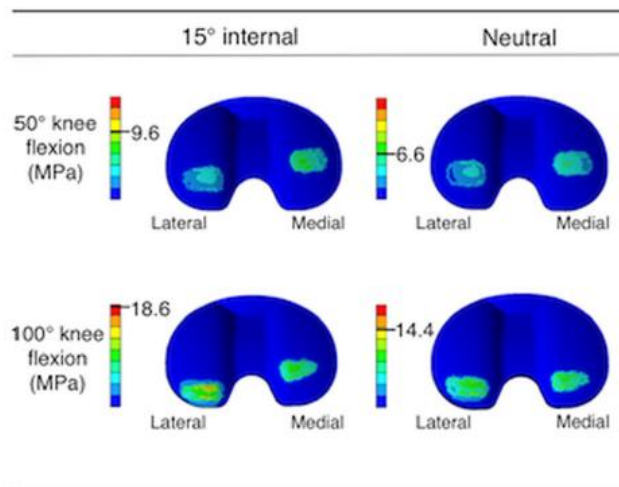 15° internal Neutral
50° knee
flexion
(MPa)
9.6
6.6
Lateral Medial Lateral Medial
100° knee
flexion
(MPa)
18.6
14.4
Lateral Medial Lateral Medial